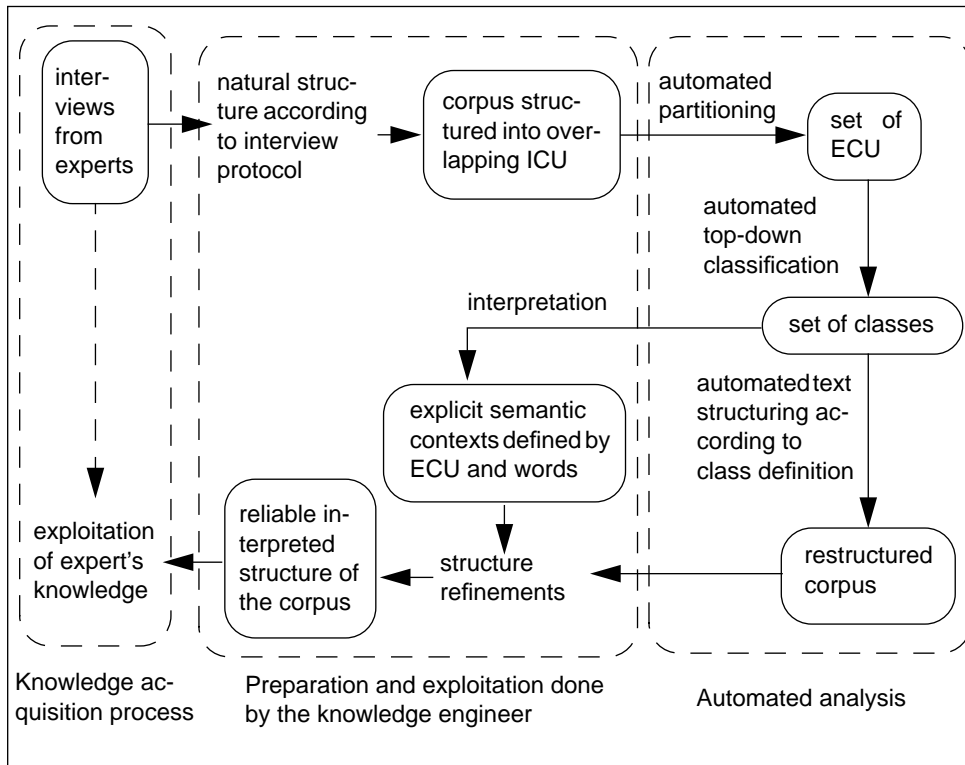 inter-
views
from
experts
natural struc-
ture according
to interview
protocol
corpus struc-
tured into over-
lapping ICU
automated
partitioning
set of
ECU
automated
top-down
classification
interpretation
set of classes
explicit semantic
contexts defined by
ECU and words
automated text
structuring ac-
cording to
class definition
exploitation
of expert's
knowledge
reliable in-
terpreted
structure of
the corpus
structure
refinements
restructured
corpus
Knowledge ac-
quisition process
Preparation and exploitation done
by the knowledge engineer
Automated analysis